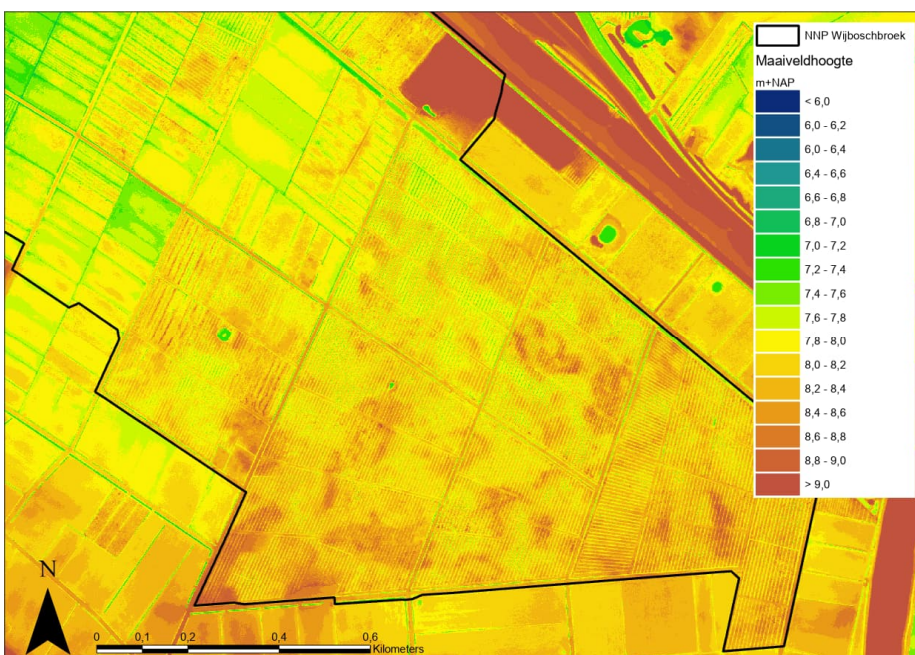 NNP Wijboschbroek
Maaiveldhoogte
m+NAP
< 6,0
6,0 - 6,2
6,0 - 6,4
6,4 - 6,6
6,6 - 6,8
6,8 - 7,0
7,0 - 7,2
7,2 - 7,4
7,4 - 7,6
7,6 - 7,8
7,8 - 8,0
8,0 - 8,2
8,2 - 8,4
8,4 - 8,6
8,6 - 8,8
8,8 - 9,0
> 9,0
N
0 0,1 0,2 0,4 0,6
Kilometers